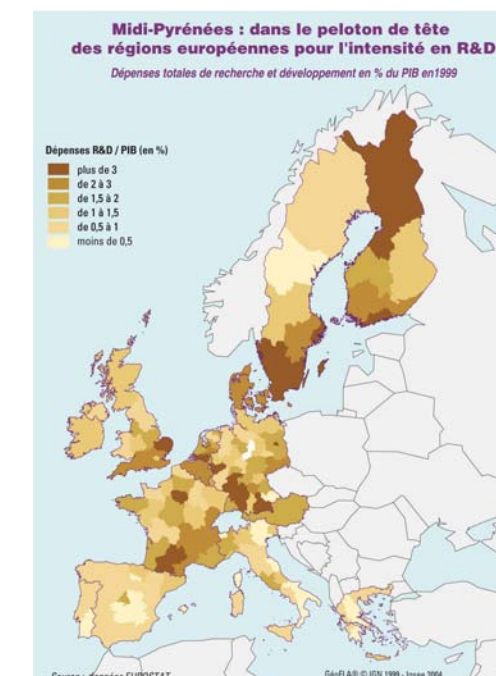 Midi-Pyrénées : dans le peloton de tête
des régions européennes pour l'intensité en R&D
Dépenses totales de recherche et développement en % du PIB en1999
Dépenses R&D / PIB (en %)
plus de 3
de 2 à 3
de 1,5 à 2
de 1 à 1,5
de 0,5 à 1
moins de 0,5
Source : données EUROSTAT
GéoFLA® © IGN 1999 - Insee 2004